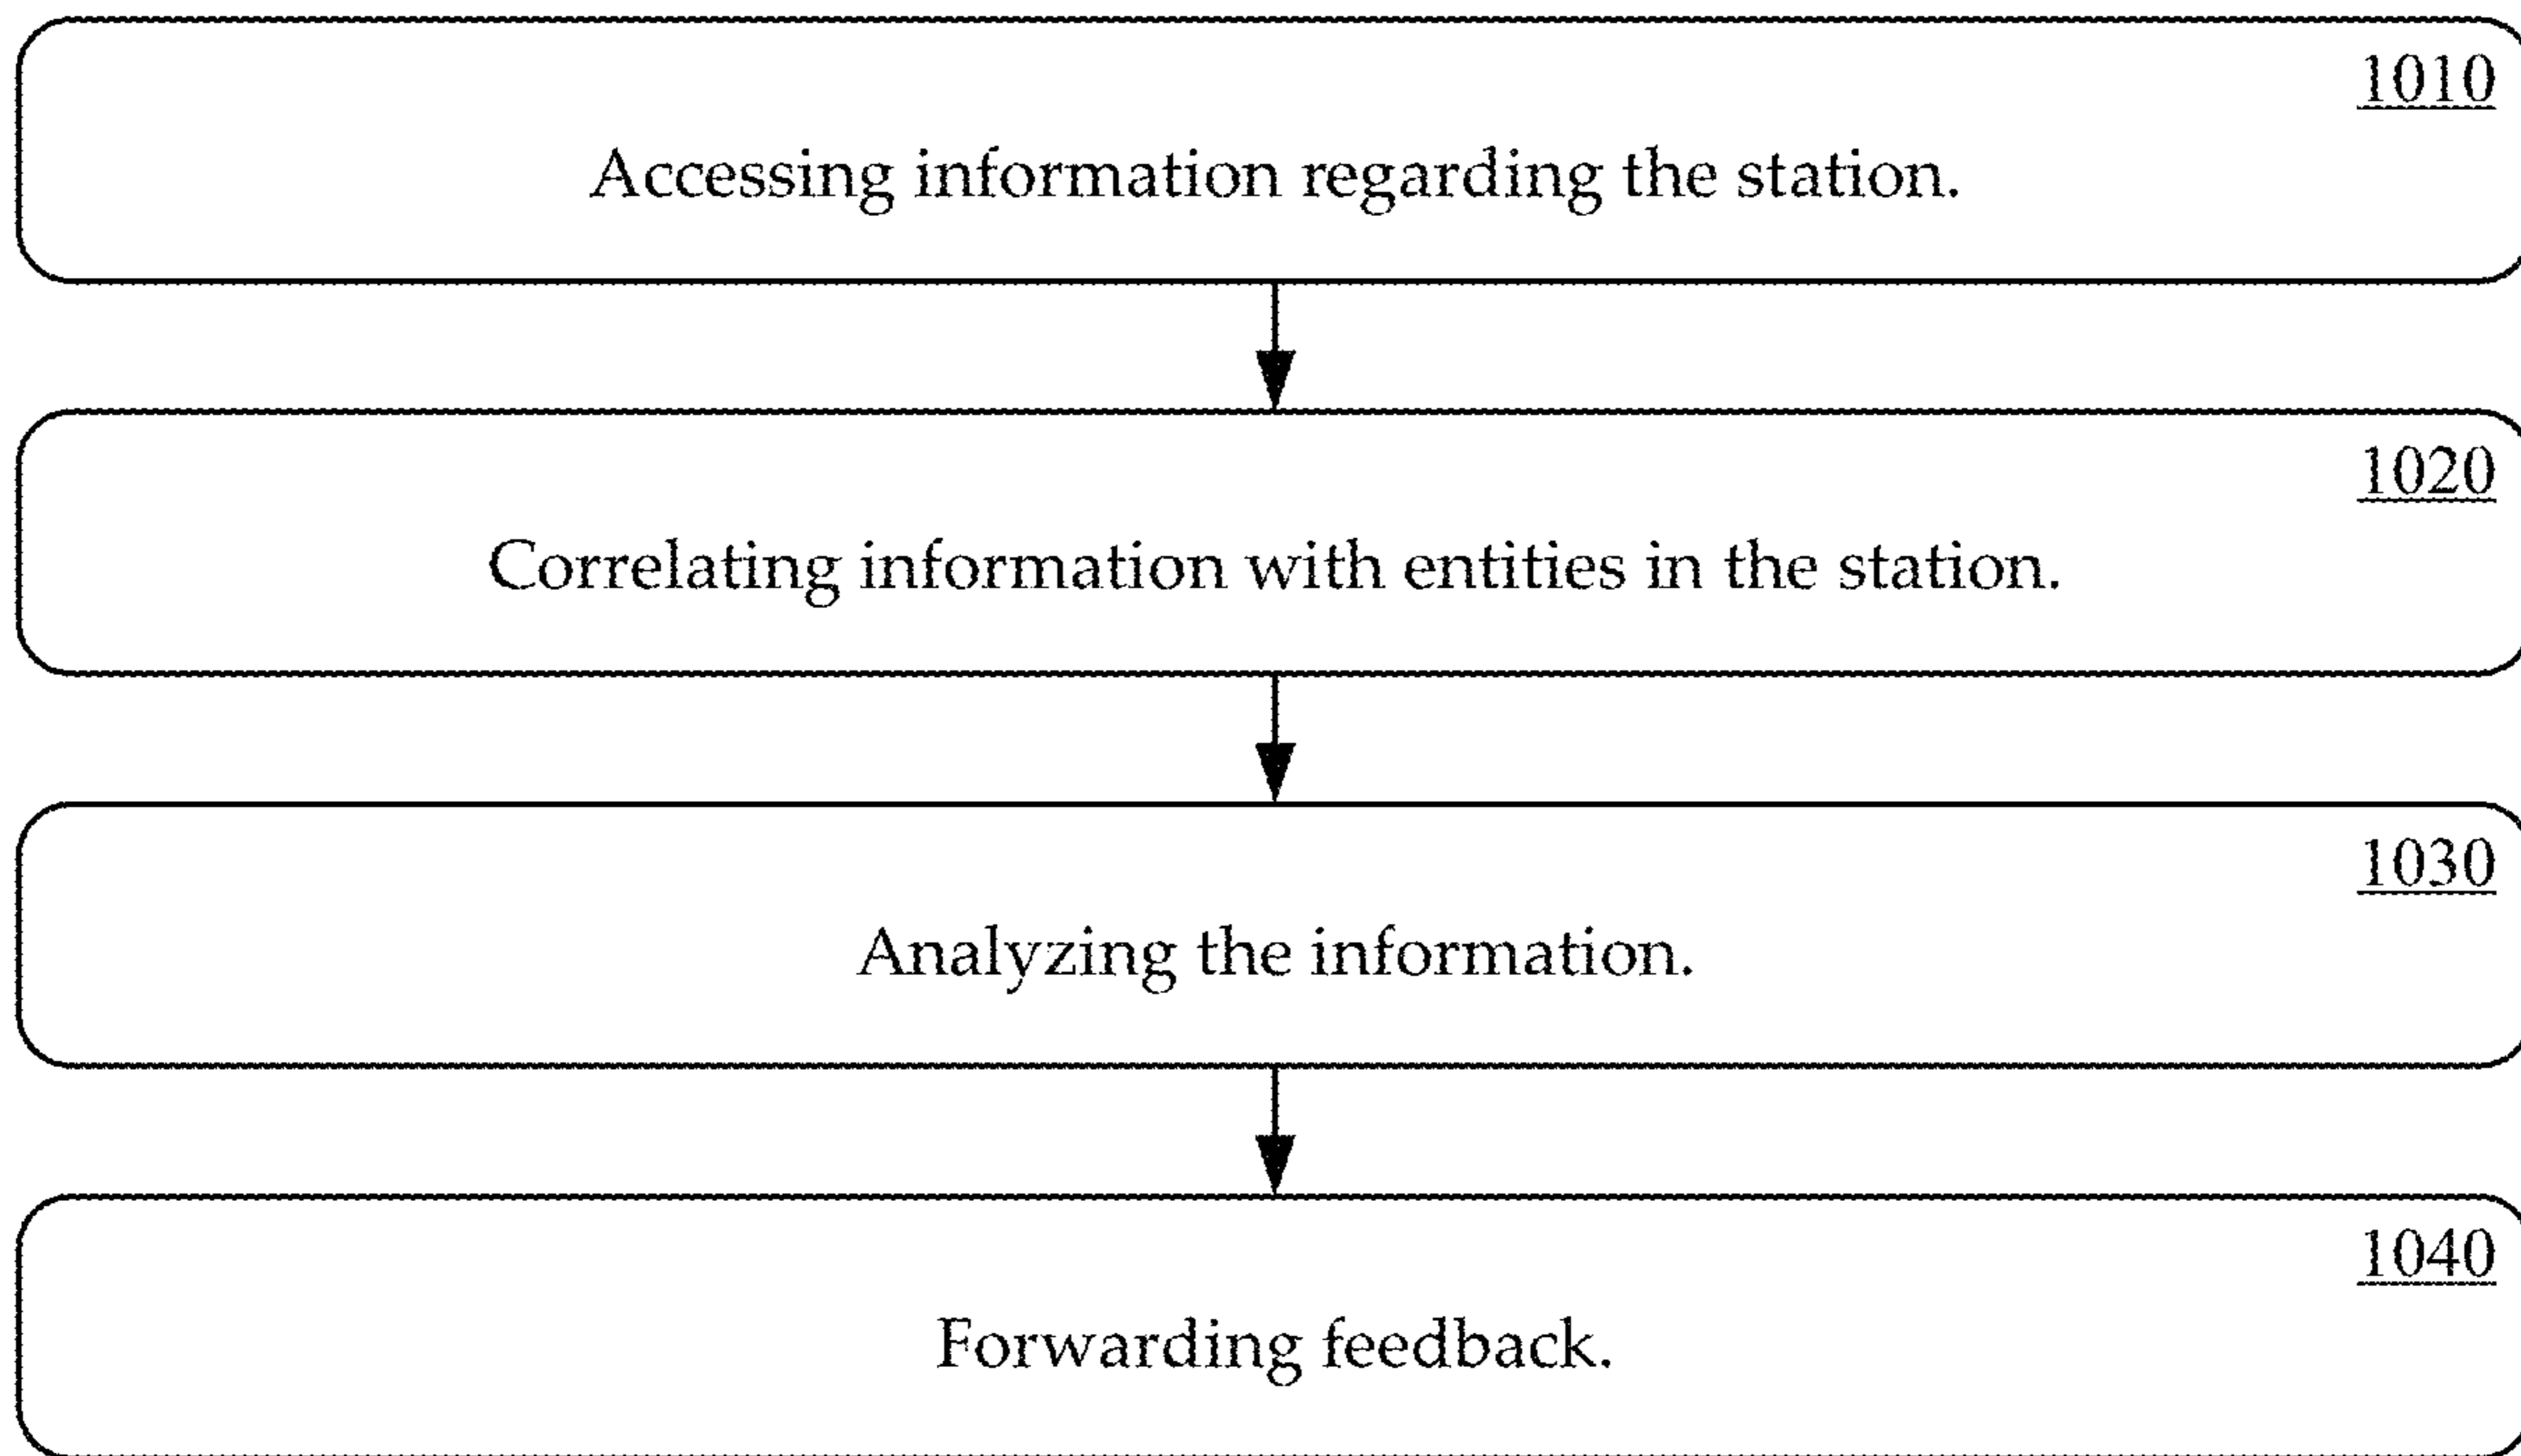 1010
Accessing information regarding the station.
1020
Correlating information with entities in the station.
1030
Analyzing the information.
1040
Forwarding feedback.